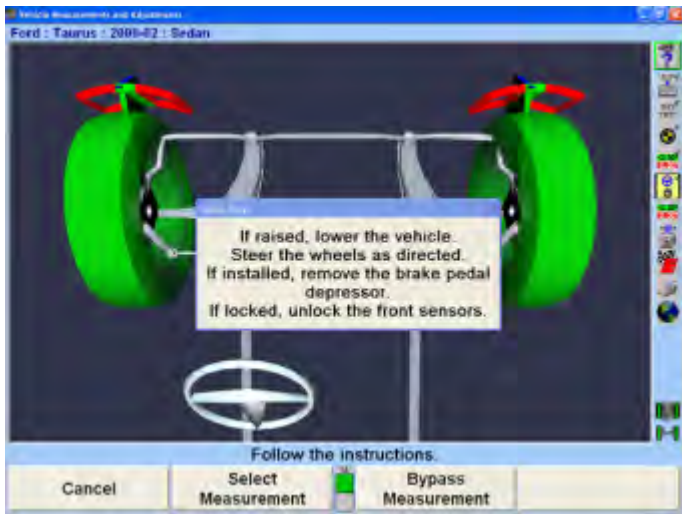 Vehicle Measurements and Adjustments
Ford : Taurus : 2000-02 : Sedan
If raised, lower the vehicle.
Steer the wheels as directed.
If installed, remove the brake pedal
depressor.
If locked, unlock the front sensors.
Follow the instructions.
Cancel
Select
Measurement
Bypass
Measurement